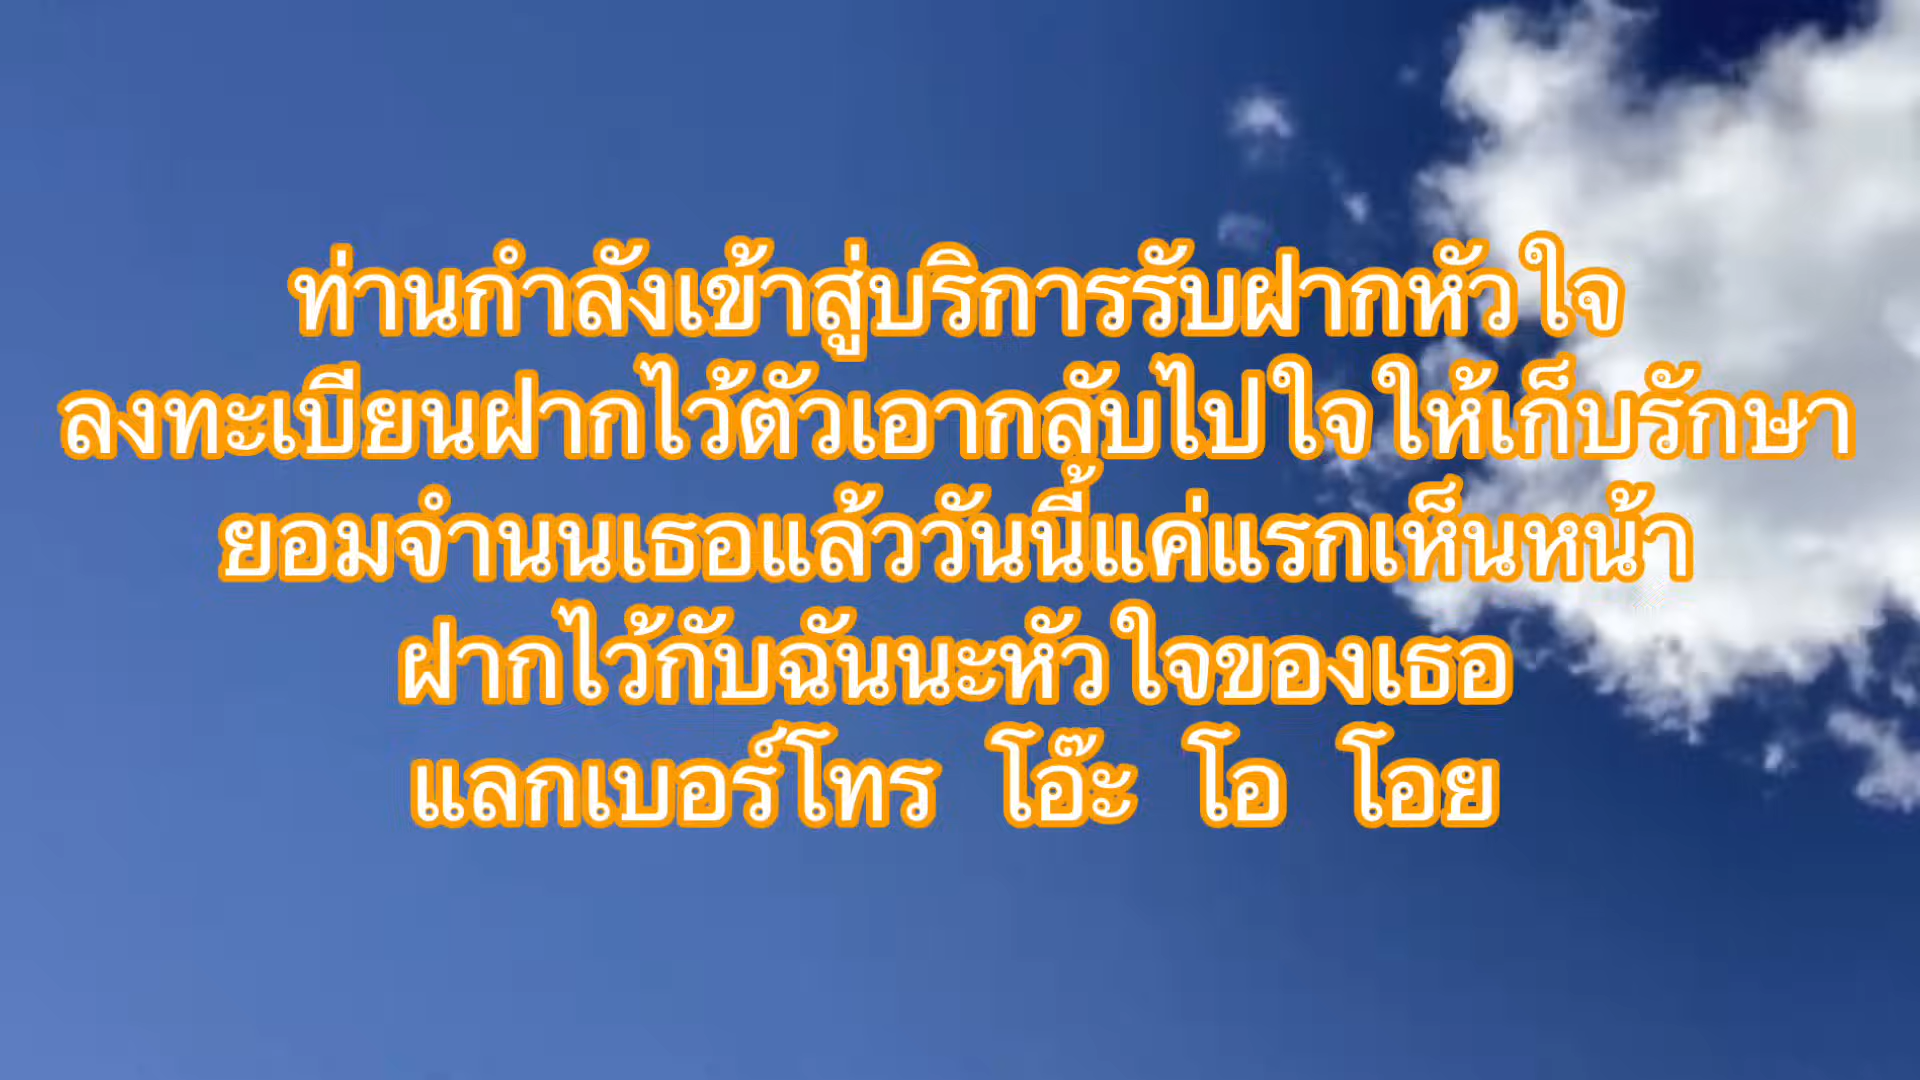 ท่านกำลังเข้าสู่บริการรับฝากหัวใจ
ลงทะเบียนฝากไว้ตัวเอากลับไปใจให้เก็บรักษา
ยอมจำนนเธอแล้ววันนี้แค่แรกเห็นหน้า
ฝากไว้กับฉันนะหัวใจของเธอ
แลกเบอร์โทร โอ๊ะ โอ โอย